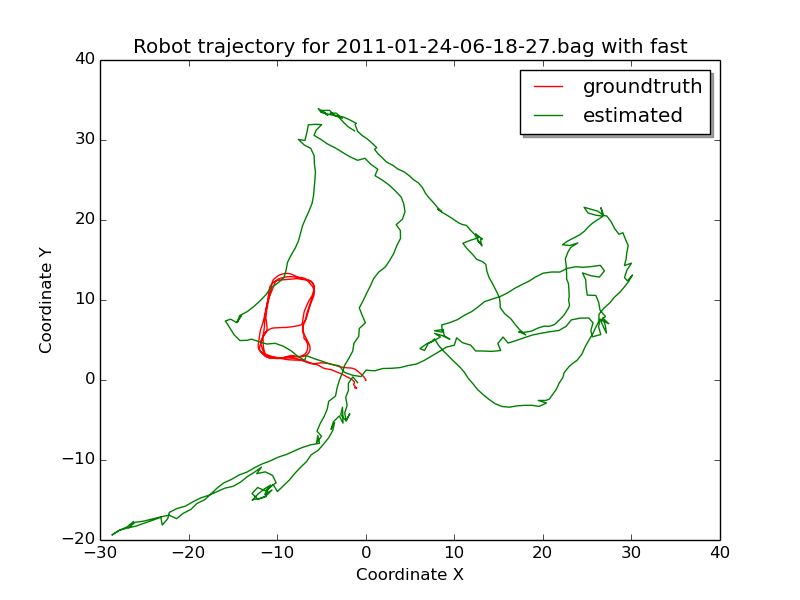 Robot trajectory for 2011-01-24-06-18-27.bag with fast
groundtruth
estimated
40
30
20
10
0
−10
−20
Coordinate Y
−30 −20 −10 0 10 20 30 40
Coordinate X